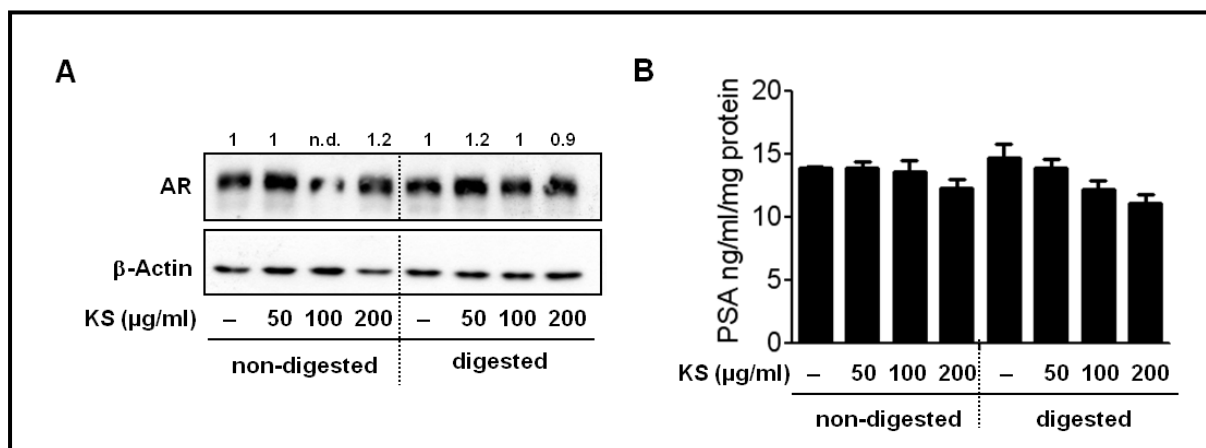 A
1 1 n.d. 1.2 1 1.2 1 0.9
AR
β-Actin
KS (µg/ml) – 50 100 200 – 50 100 200
non-digested digested
B
PSA ng/ml/mg protein
20
15
10
5
0
KS (µg/ml) – 50 100 200 – 50 100 200
non-digested digested